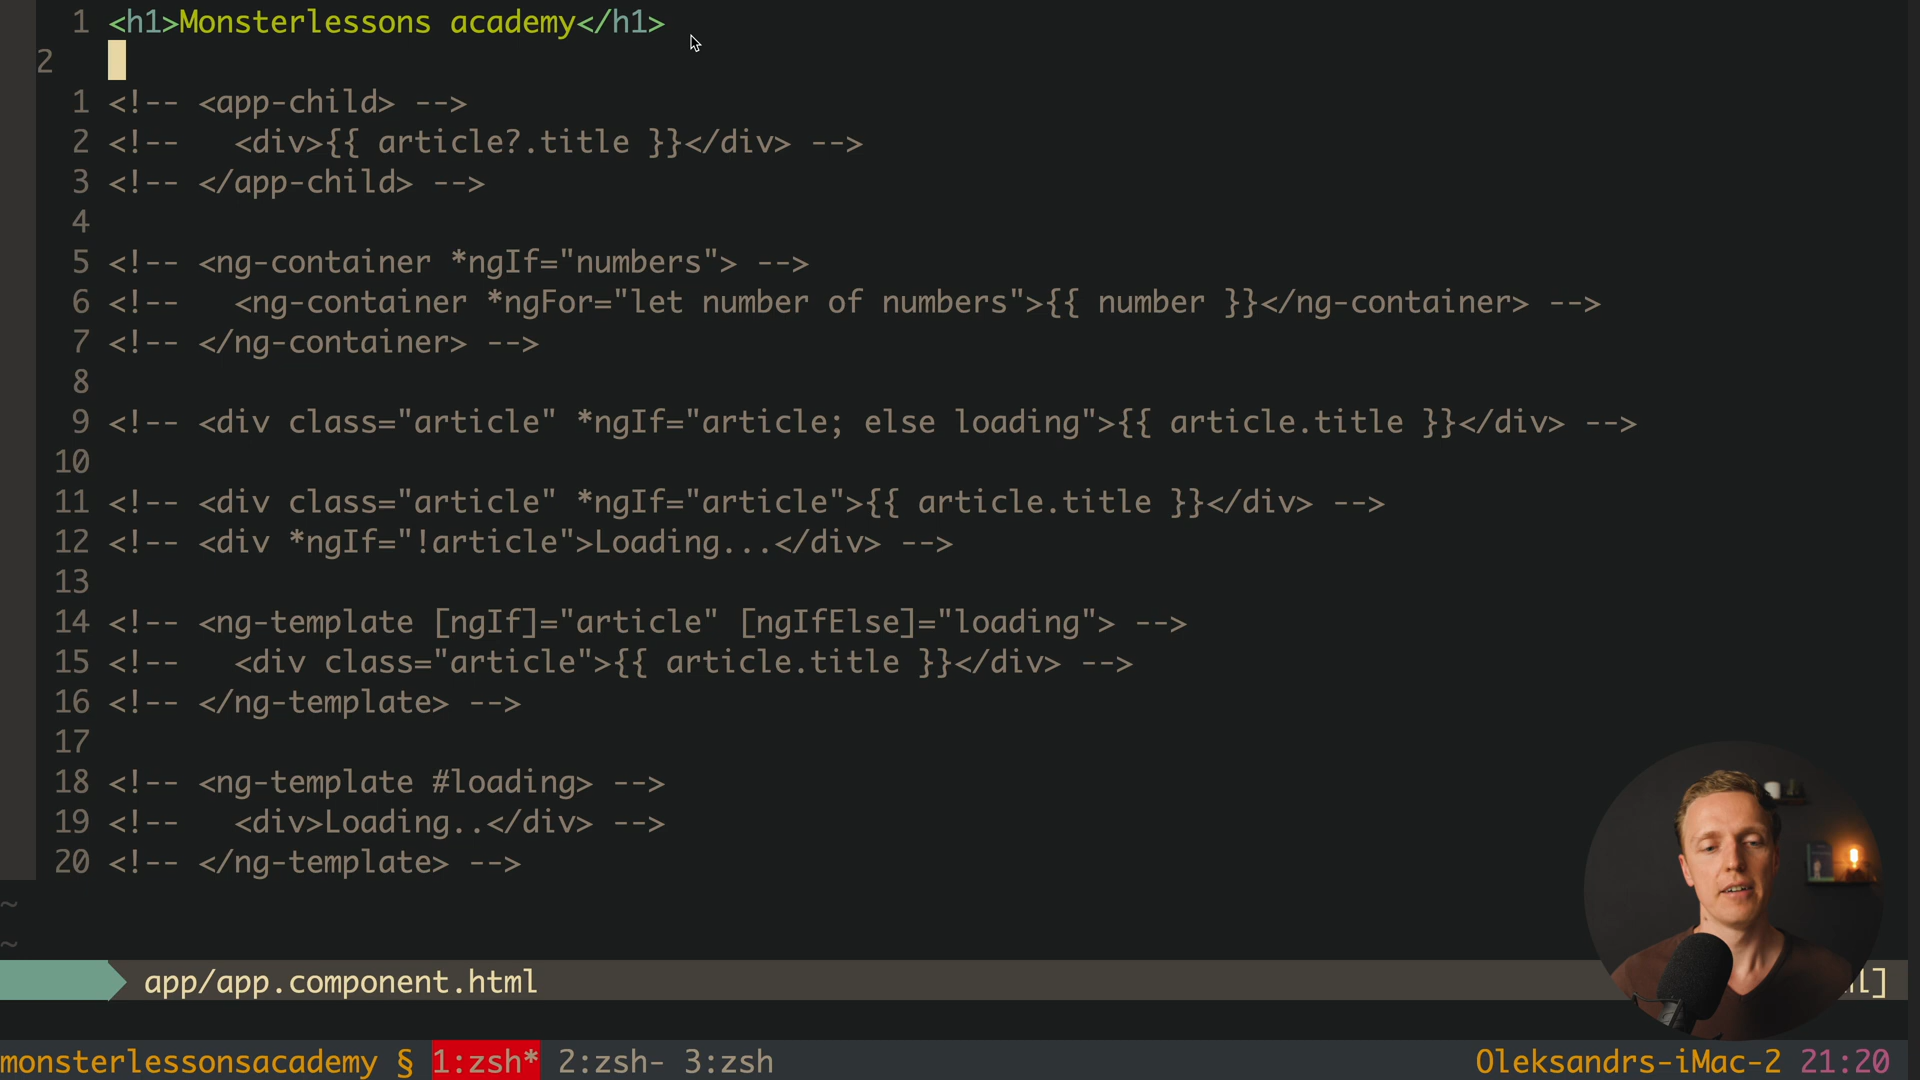 1 <h1>Monsterlessons academy</h1>
2
1 <!-- <app-child> -->
2 <!--   <div>{{ article?.title }}</div> -->
3 <!-- </app-child> -->
4
5 <!-- <ng-container *ngIf="numbers"> -->
6 <!--   <ng-container *ngFor="let number of numbers">{{ number }}</ng-container> -->
7 <!-- </ng-container> -->
8
9 <!-- <div class="article" *ngIf="article; else loading">{{ article.title }}</div> -->
10
11 <!-- <div class="article" *ngIf="article">{{ article.title }}</div> -->
12 <!-- <div *ngIf="!article">Loading...</div> -->
13
14 <!-- <ng-template [ngIf]="article" [ngIfElse]="loading"> -->
15 <!--   <div class="article">{{ article.title }}</div> -->
16 <!-- </ng-template> -->
17
18 <!-- <ng-template #loading> -->
19 <!--   <div>Loading..</div> -->
20 <!-- </ng-template> -->
~
~
app/app.component.html
monsterlessonsacademy § 1:zsh* 2:zsh- 3:zsh Oleksandrs-iMac-2 21:20